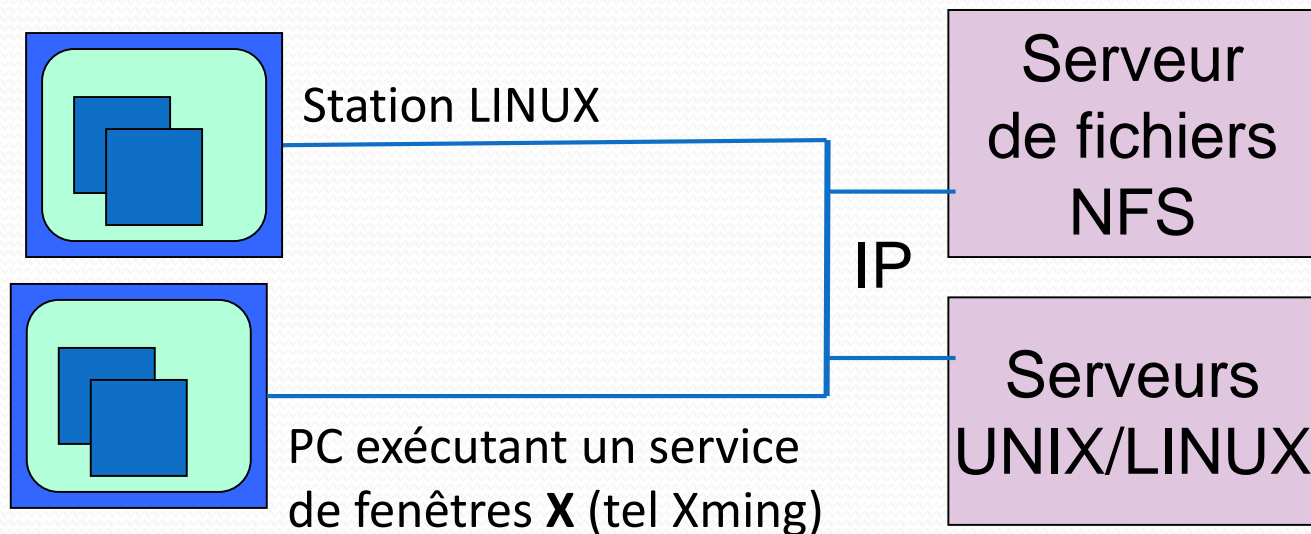 Station LINUX
Serveur
de fichiers
NFS
IP
PC exécutant un service
de fenêtres X (tel Xming)
Serveurs
UNIX/LINUX